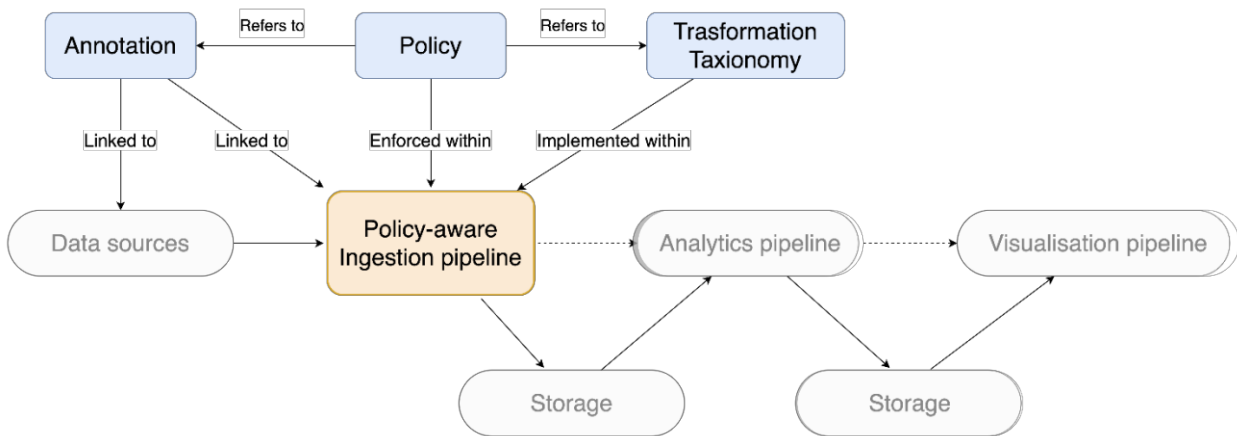 Refers to
Refers to
Annotation
Policy
Trasformation
Taxionomy
Linked to
Linked to
Enforced within
Implemented within
Data sources
Policy-aware
Ingestion pipeline
Analytics pipeline
Visualisation pipeline
Storage
Storage